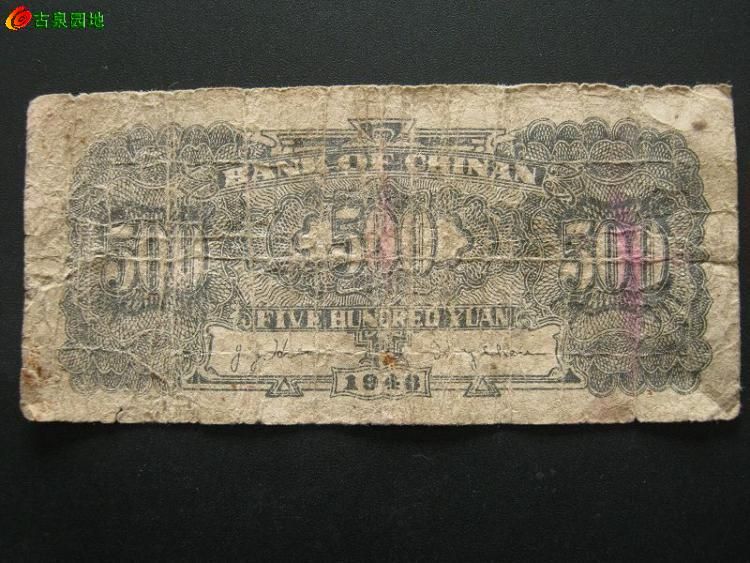 古泉园地
BANK OF CHINAN
500 500 500
FIVE HUNDRED YUAN
1948